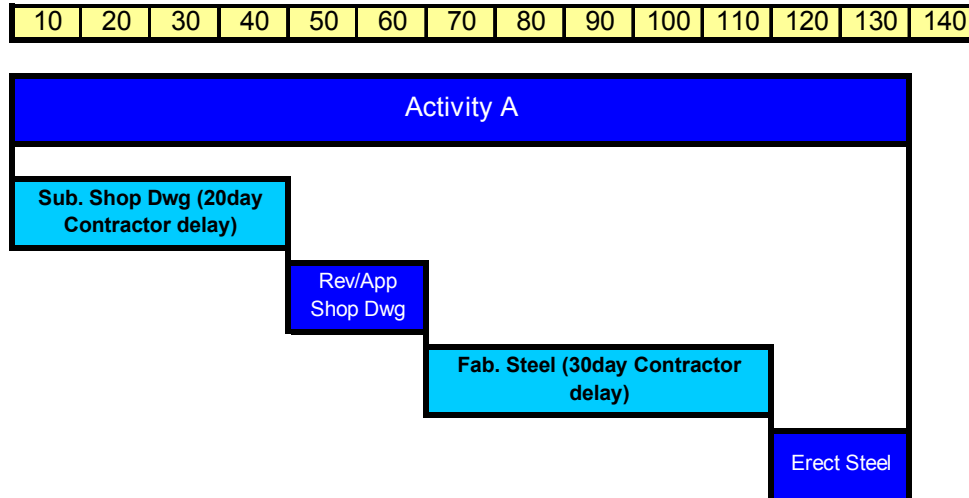 10 20 30 40 50 60 70 80 90 100 110 120 130 140
Activity A
Sub. Shop Dwg (20day
Contractor delay)
Rev/App
Shop Dwg
Fab. Steel (30day Contractor
delay)
Erect Steel